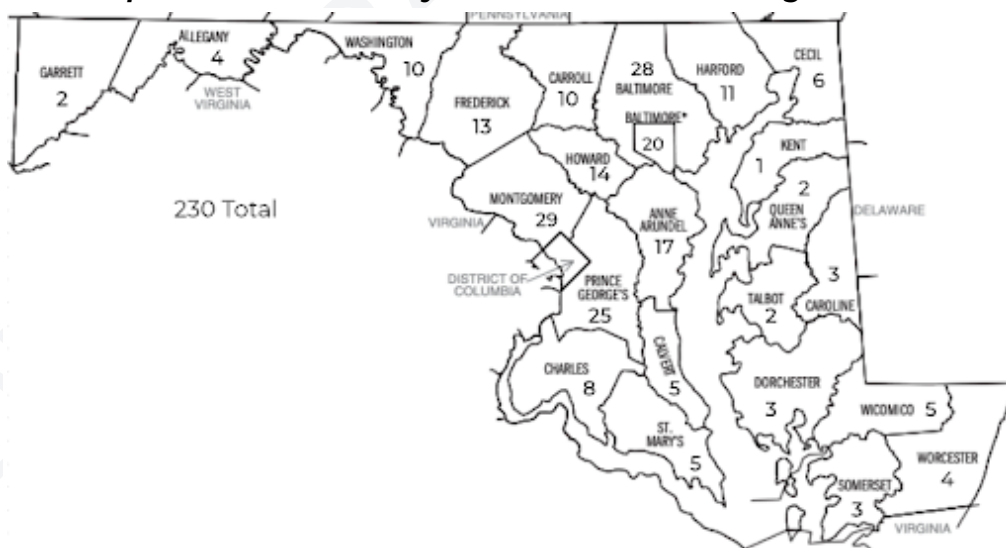 PENNSYLVANIA
ALLEGANY
4
GARRETT
2
WEST
VIRGINIA
WASHINGTON
10
FREDERICK
13
CARROLL
10
28
BALTIMORE
BALTIMORE*
20
HARFORD
11
CECIL
6
KENT
1
2
QUEEN
ANNE'S
DELAWARE
HOWARD
14
MONTGOMERY
29
VIRGINIA
230 Total
ANNE
ARUNDEL
17
DISTRICT OF
COLUMBIA
PRINCE
GEORGE'S
25
3
CAROLINE
TALBOT
2
CHARLES
8
CALVERT
5
ST.
MARY'S
5
DORCHESTER
3
WICOMICO 5
WORCESTER
4
SOMERSET
3
VIRGINIA